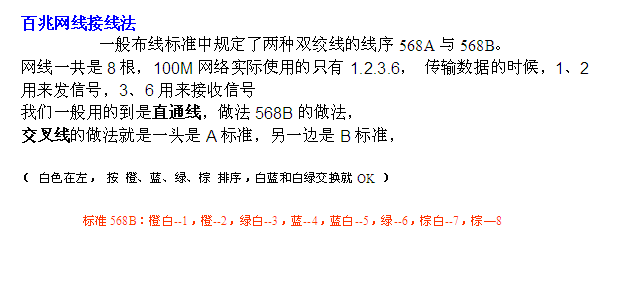 百兆网线接线法
一般布线标准中规定了两种双绞线的线序 568A 与 568B。
网线一共是 8 根，100M 网络实际使用的只有 1.2.3.6， 传输数据的时候，1、2
用来发信号，3、6 用来接收信号
我们一般用的到是直通线，做法 568B 的做法，
交叉线的做法就是一头是 A 标准，另一边是 B 标准，
（ 白色在左， 按 橙、蓝、绿、棕 排序，白蓝和白绿交换就 OK ）
标准 568B：橙白--1，橙--2，绿白--3，蓝--4，蓝白--5，绿--6，棕白--7，棕—8